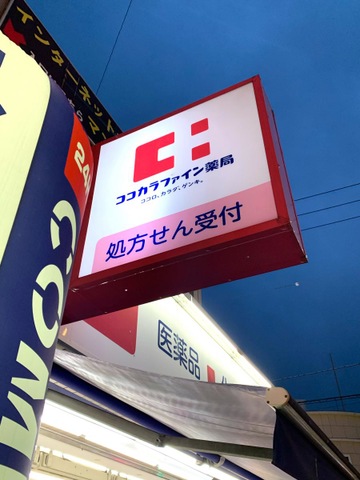 インターネット
24
COM
ココカラファイン薬局
ココロ、カラダ、ゲンキ。
処方せん受付
医薬品